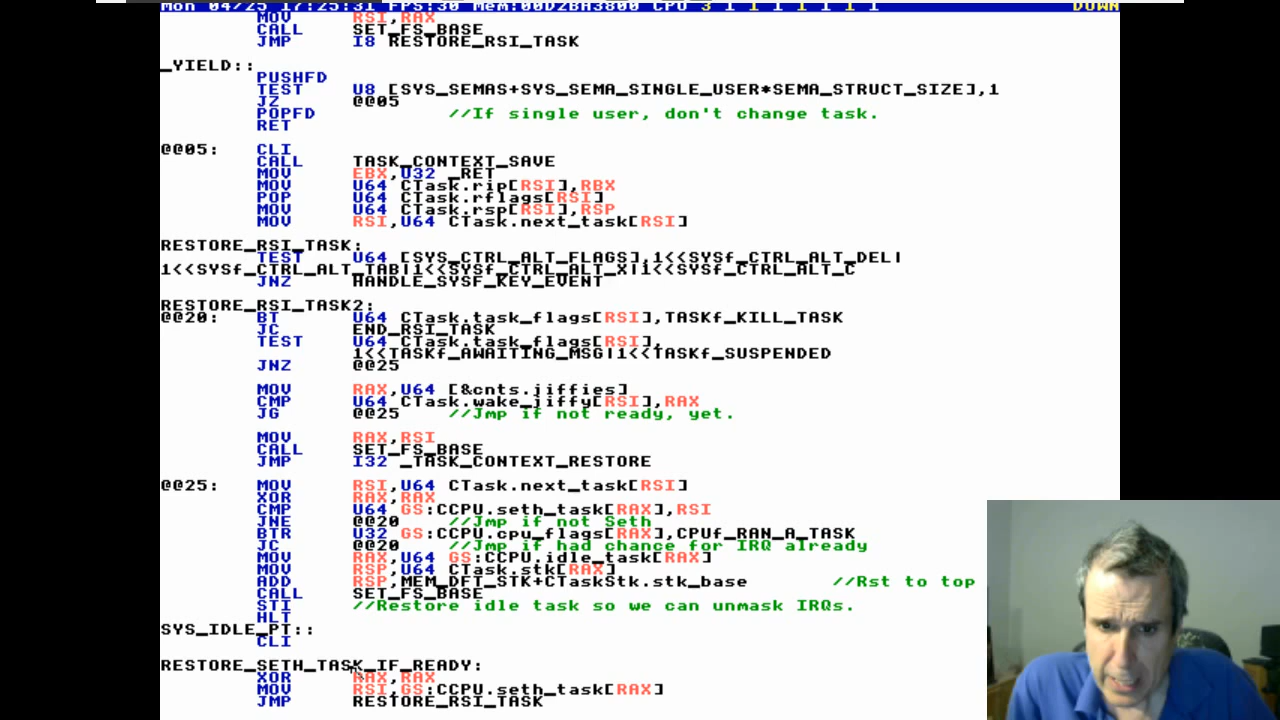 Mon 04/25 17:25:31 FPS:30 Mem:00D2BA3800 CPU 3 1 1 1 1 1 1 1 DOWN
MOV RSI,RAX
CALL SET_FS_BASE
JMP I8 RESTORE_RSI_TASK
_YIELD::
PUSHFD
TEST U8 [SYS_SEMAS+SYS_SEMA_SINGLE_USER*SEMA_STRUCT_SIZE],1
JZ @@05
POPFD //If single user, don't change task.
RET
@@05: CLI
CALL TASK_CONTEXT_SAVE
MOV EBX,U32 _RET
MOV U64 CTask.rip[RSI],RBX
POP U64 CTask.rflags[RSI]
MOV U64 CTask.rsp[RSI],RSP
MOV RSI,U64 CTask.next_task[RSI]
RESTORE_RSI_TASK:
TEST U64 [SYS_CTRL_ALT_FLAGS],1<<SYSf_CTRL_ALT_DEL|
1<<SYSf_CTRL_ALT_TAB|1<<SYSf_CTRL_ALT_X|1<<SYSf_CTRL_ALT_C
JNZ HANDLE_SYSF_KEY_EVENT
RESTORE_RSI_TASK2:
@@20: BT U64 CTask.task_flags[RSI],TASKf_KILL_TASK
JC END_RSI_TASK
TEST U64 CTask.task_flags[RSI],
1<<TASKf_AWAITING_MSG|1<<TASKf_SUSPENDED
JNZ @@25
MOV RAX,U64 [&cnts.jiffies]
CMP U64 CTask.wake_jiffy[RSI],RAX
JG @@25 //Jmp if not ready, yet.
MOV RAX,RSI
CALL SET_FS_BASE
JMP I32 _TASK_CONTEXT_RESTORE
@@25: MOV RSI,U64 CTask.next_task[RSI]
XOR RAX,RAX
CMP U64 GS:CCPU.seth_task[RAX],RSI
JNE @@20 //Jmp if not Seth
BTR U32 GS:CCPU.cpu_flags[RAX],CPUf_RAN_A_TASK
JC @@20 //Jmp if had chance for IRQ already
MOV RAX,U64 GS:CCPU.idle_task[RAX]
MOV RSP,U64 CTask.stk[RAX]
ADD RSP,MEM_DFT_STK+CTaskStk.stk_base //Rst to top
CALL SET_FS_BASE
STI //Restore idle task so we can unmask IRQs.
HLT
SYS_IDLE_PT::
CLI
RESTORE_SETH_TASK_IF_READY:
XOR RAX,RAX
MOV RSI,GS:CCPU.seth_task[RAX]
JMP RESTORE_RSI_TASK